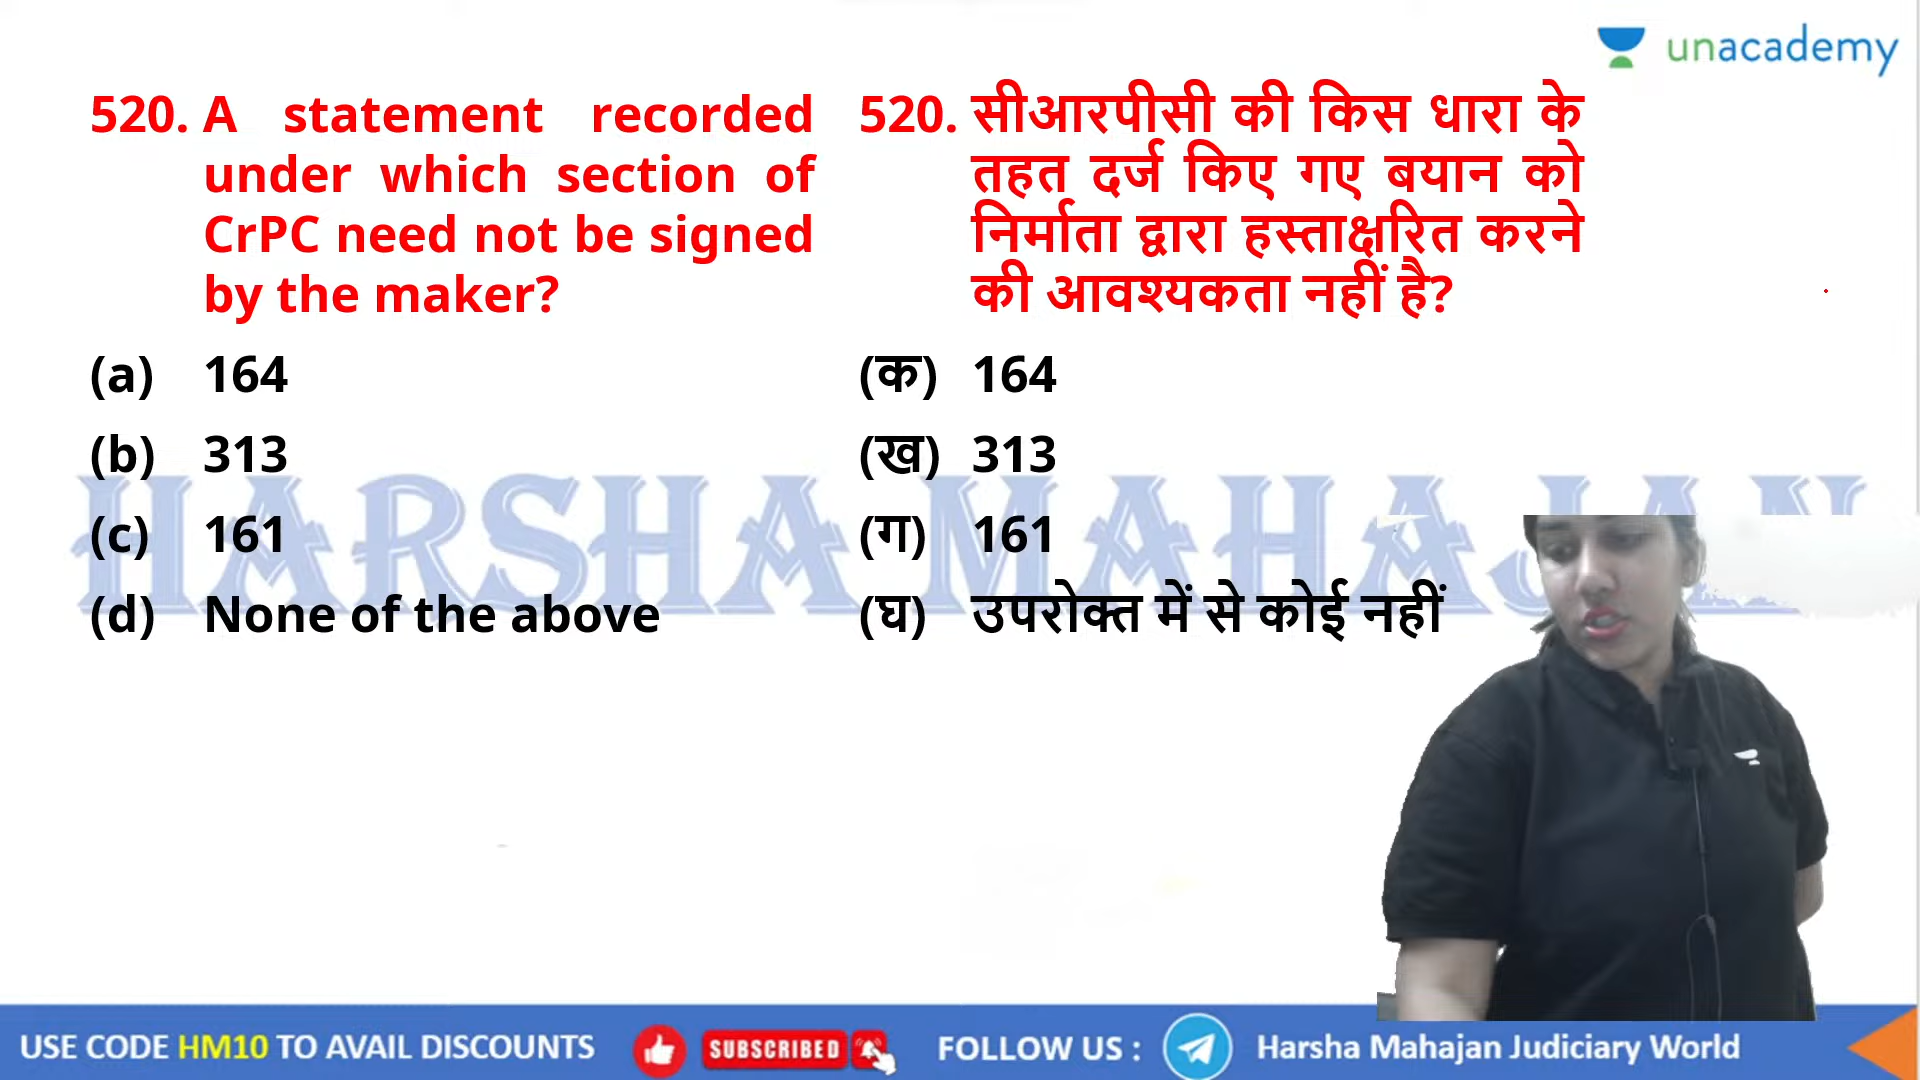 unacademy
520. A statement recorded
under which section of
CrPC need not be signed
by the maker?
(a) 164
(b) 313
(c) 161
(d) None of the above
520. सीआरपीसी की किस धारा के
तहत दर्ज किए गए बयान को
निर्माता द्वारा हस्ताक्षरित करने
की आवश्यकता नहीं है?
(क) 164
(ख) 313
(ग) 161
(घ) उपरोक्त में से कोई नहीं
HARSHA MAHAJAN
USE CODE HM10 TO AVAIL DISCOUNTS
SUBSCRIBED
FOLLOW US :
Harsha Mahajan Judiciary World